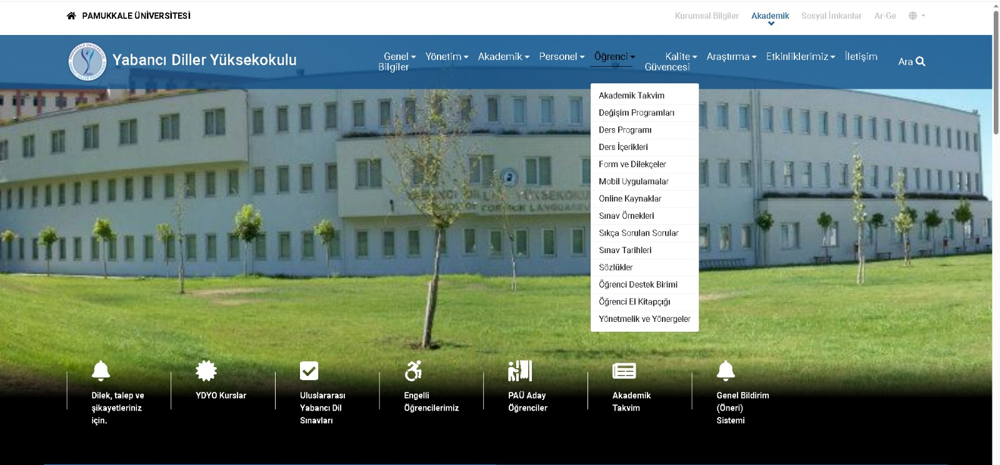 PAMUKKALE ÜNİVERSİTESİ
Kurumsal Bilgiler
Akademik
Sosyal İmkanlar
Ar-Ge
Yabancı Diller Yüksekokulu
Genel
Bilgiler
Yönetim
Akademik
Personel
Öğrenci
Kalite
Güvencesi
Araştırma
Etkinliklerimiz
İletişim
Ara
Akademik Takvim
Değişim Programları
Ders Programı
Ders İçerikleri
Form ve Dilekçeler
Mobil Uygulamalar
Online Kaynaklar
Sınav Örnekleri
Sıkça Sorulan Sorular
Sınav Tarihleri
Sözlükler
Öğrenci Destek Birimi
Öğrenci El Kitapçığı
Yönetmelik ve Yönergeler
Dilek, talep ve
şikayetleriniz
için.
YDYO Kurslar
Uluslararası
Yabancı Dil
Sınavları
Engelli
Öğrencilerimiz
PAÜ Aday
Öğrenciler
Akademik
Takvim
Genel Bildirim
(Öneri)
Sistemi